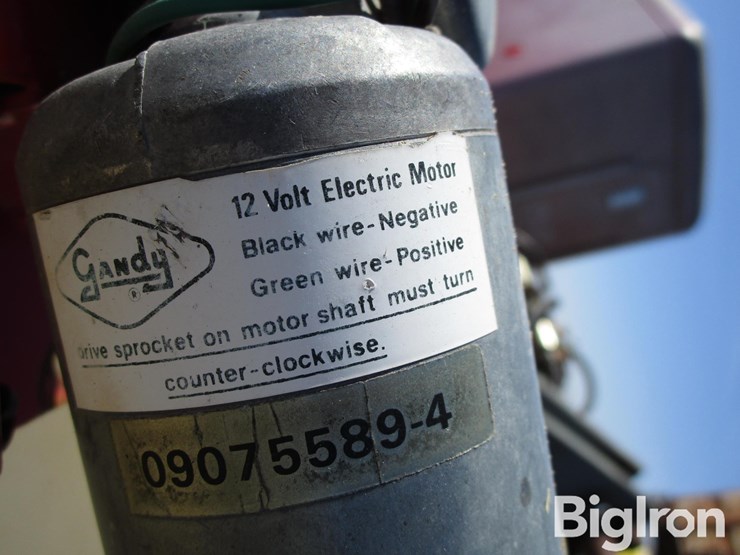 Gandy
®
12 Volt Electric Motor
Black wire-Negative
Green wire-Positive
drive sprocket on motor shaft must turn
counter-clockwise.
09075589-4
BigIron